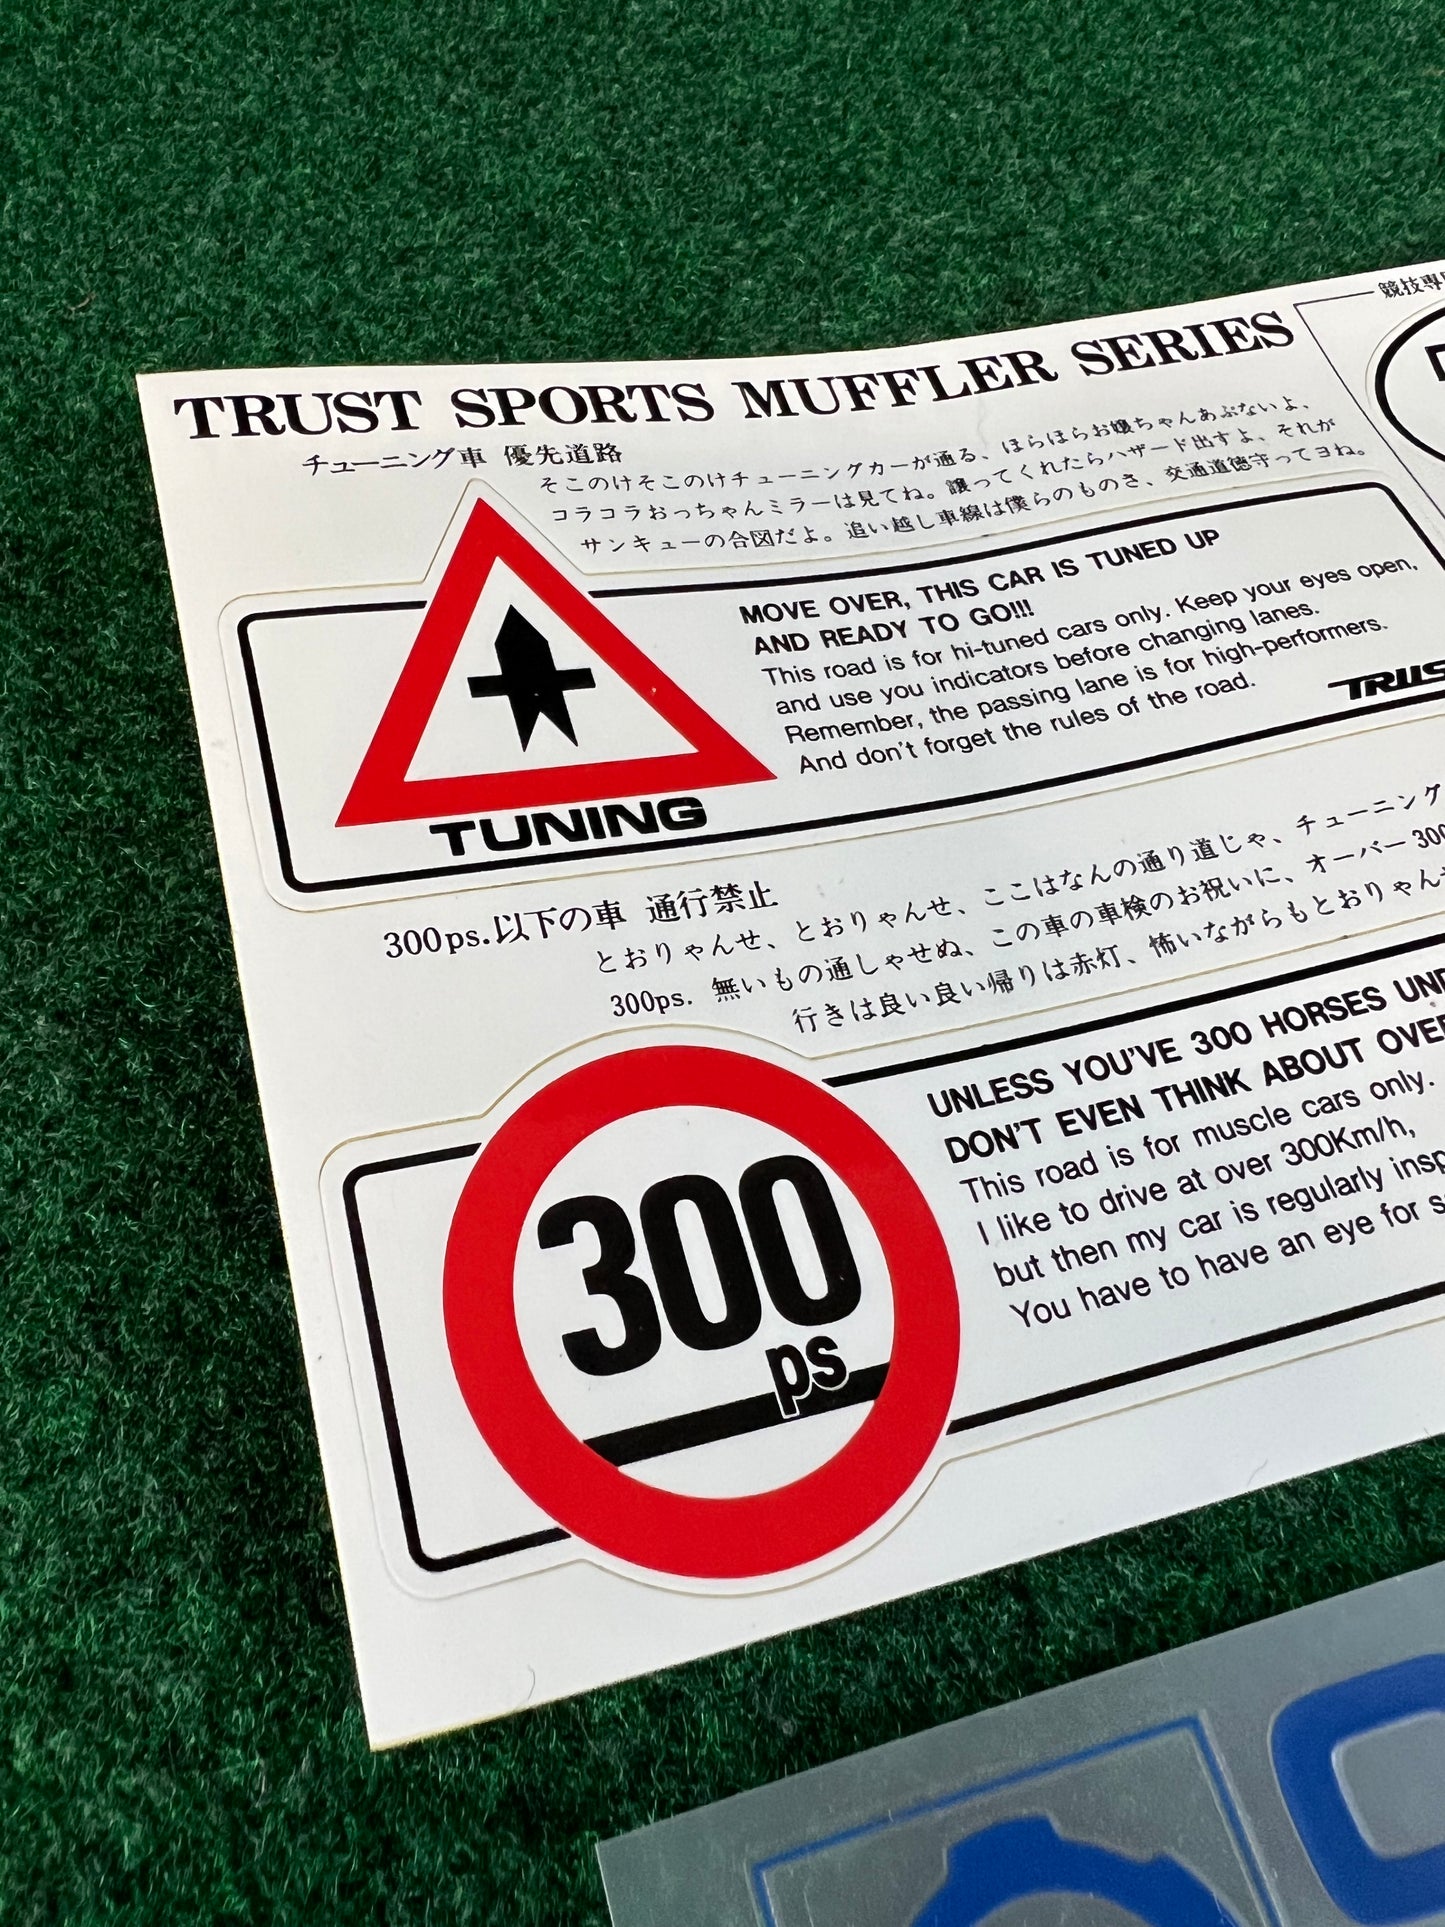 TRUST SPORTS MUFFLER SERIES
チューニング車 優先道路
そこのけそこのけチューニングカーが通る、ほらほらお嬢ちゃんあぶないよ、
コラコラおっちゃんミラーは見てね。譲ってくれたらハザード出すよ、それが
サンキューの合図だよ。追い越し車線は僕らのものさ、交通道徳守ってヨね。
競技専
MOVE OVER, THIS CAR IS TUNED UP
AND READY TO GO!!!
This road is for hi-tuned cars only. Keep your eyes open,
and use you indicators before changing lanes.
Remember, the passing lane is for high-performers.
And don't forget the rules of the road.
TRUS
TUNING
300ps.以下の車 通行禁止
とおりゃんせ、とおりゃんせ、ここはなんの通り道じゃ、チューニング
300ps. 無いもの通しゃせぬ、この車の車検のお祝いに、オーバー300
行きは良い良い帰りは赤灯、怖いながらもとおりゃん
UNLESS YOU'VE 300 HORSES UN
DON'T EVEN THINK ABOUT OVE
This road is for muscle cars only.
I like to drive at over 300Km/h,
but then my car is regularly insp
You have to have an eye for s
300
ps